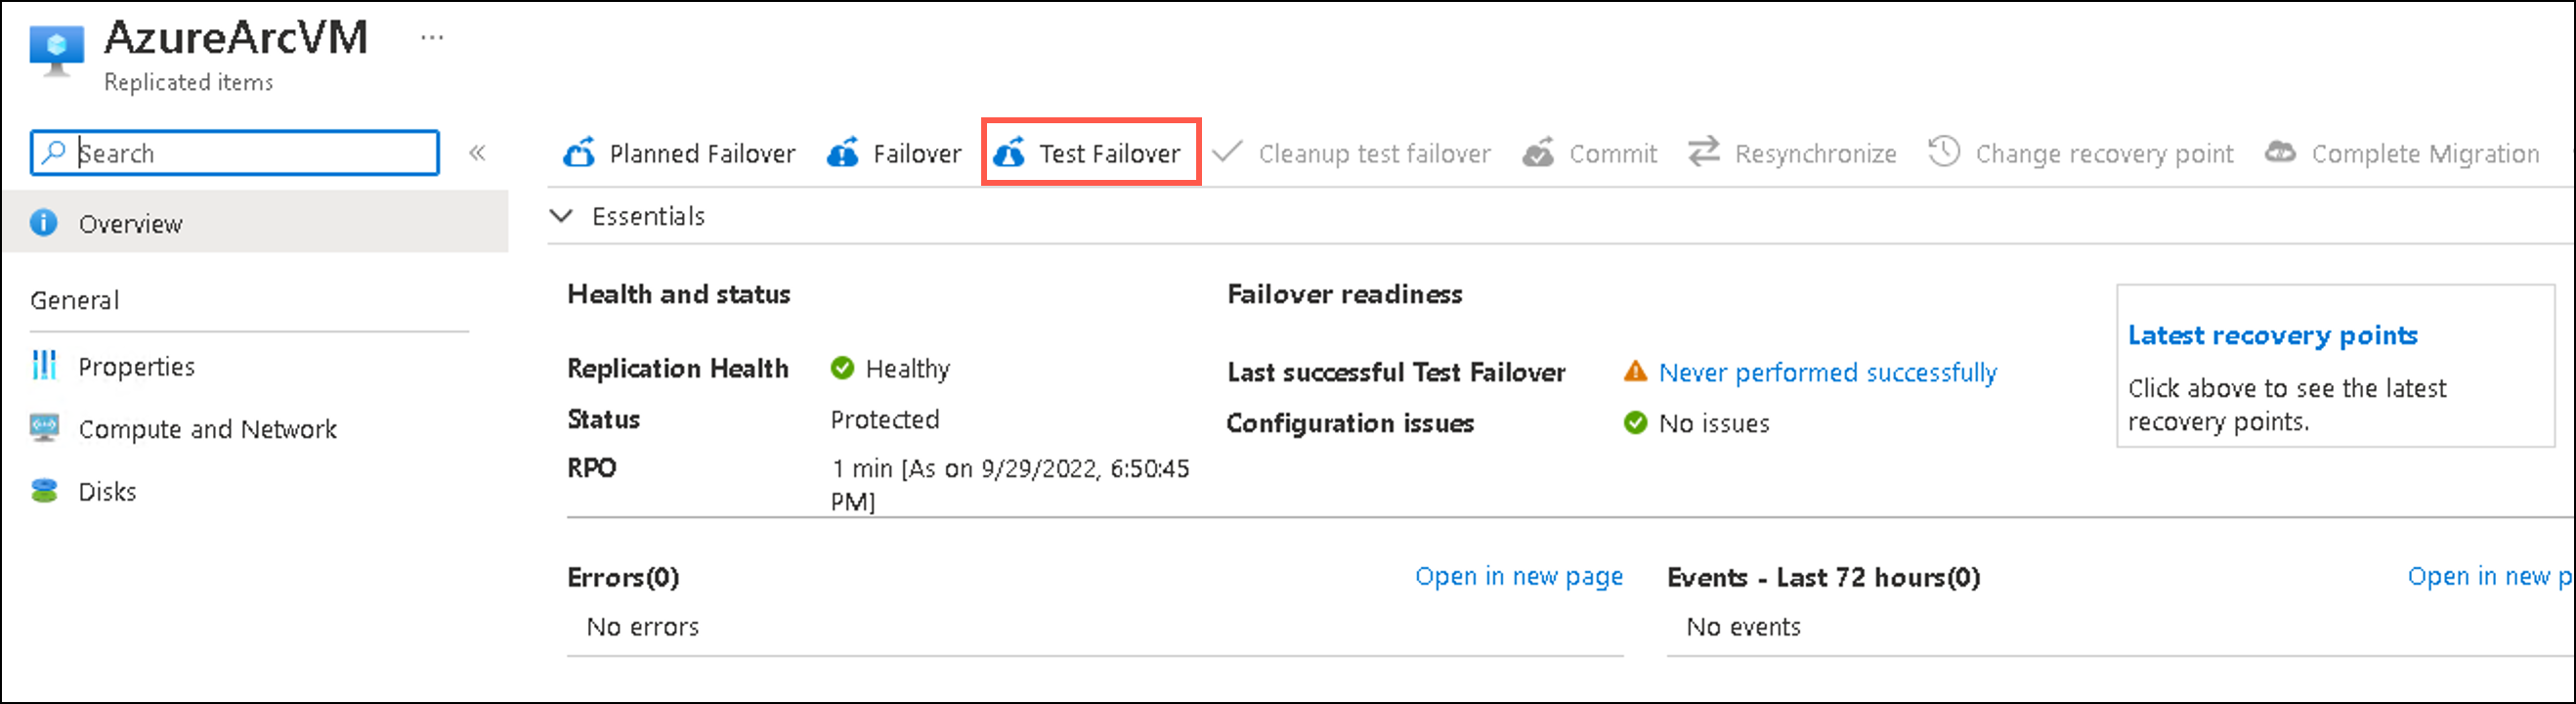 AzureArcVM ...
Replicated items
Search «
Planned Failover Failover Test Failover Cleanup test failover Commit Resynchronize Change recovery point Complete Migration
Overview
Essentials
General
Properties
Compute and Network
Disks
Health and status
Replication Health Healthy
Status Protected
RPO 1 min [As on 9/29/2022, 6:50:45
PM]
Failover readiness
Last successful Test Failover Never performed successfully
Configuration issues No issues
Latest recovery points
Click above to see the latest
recovery points.
Errors(0) Open in new page
No errors
Events - Last 72 hours(0) Open in new p
No events